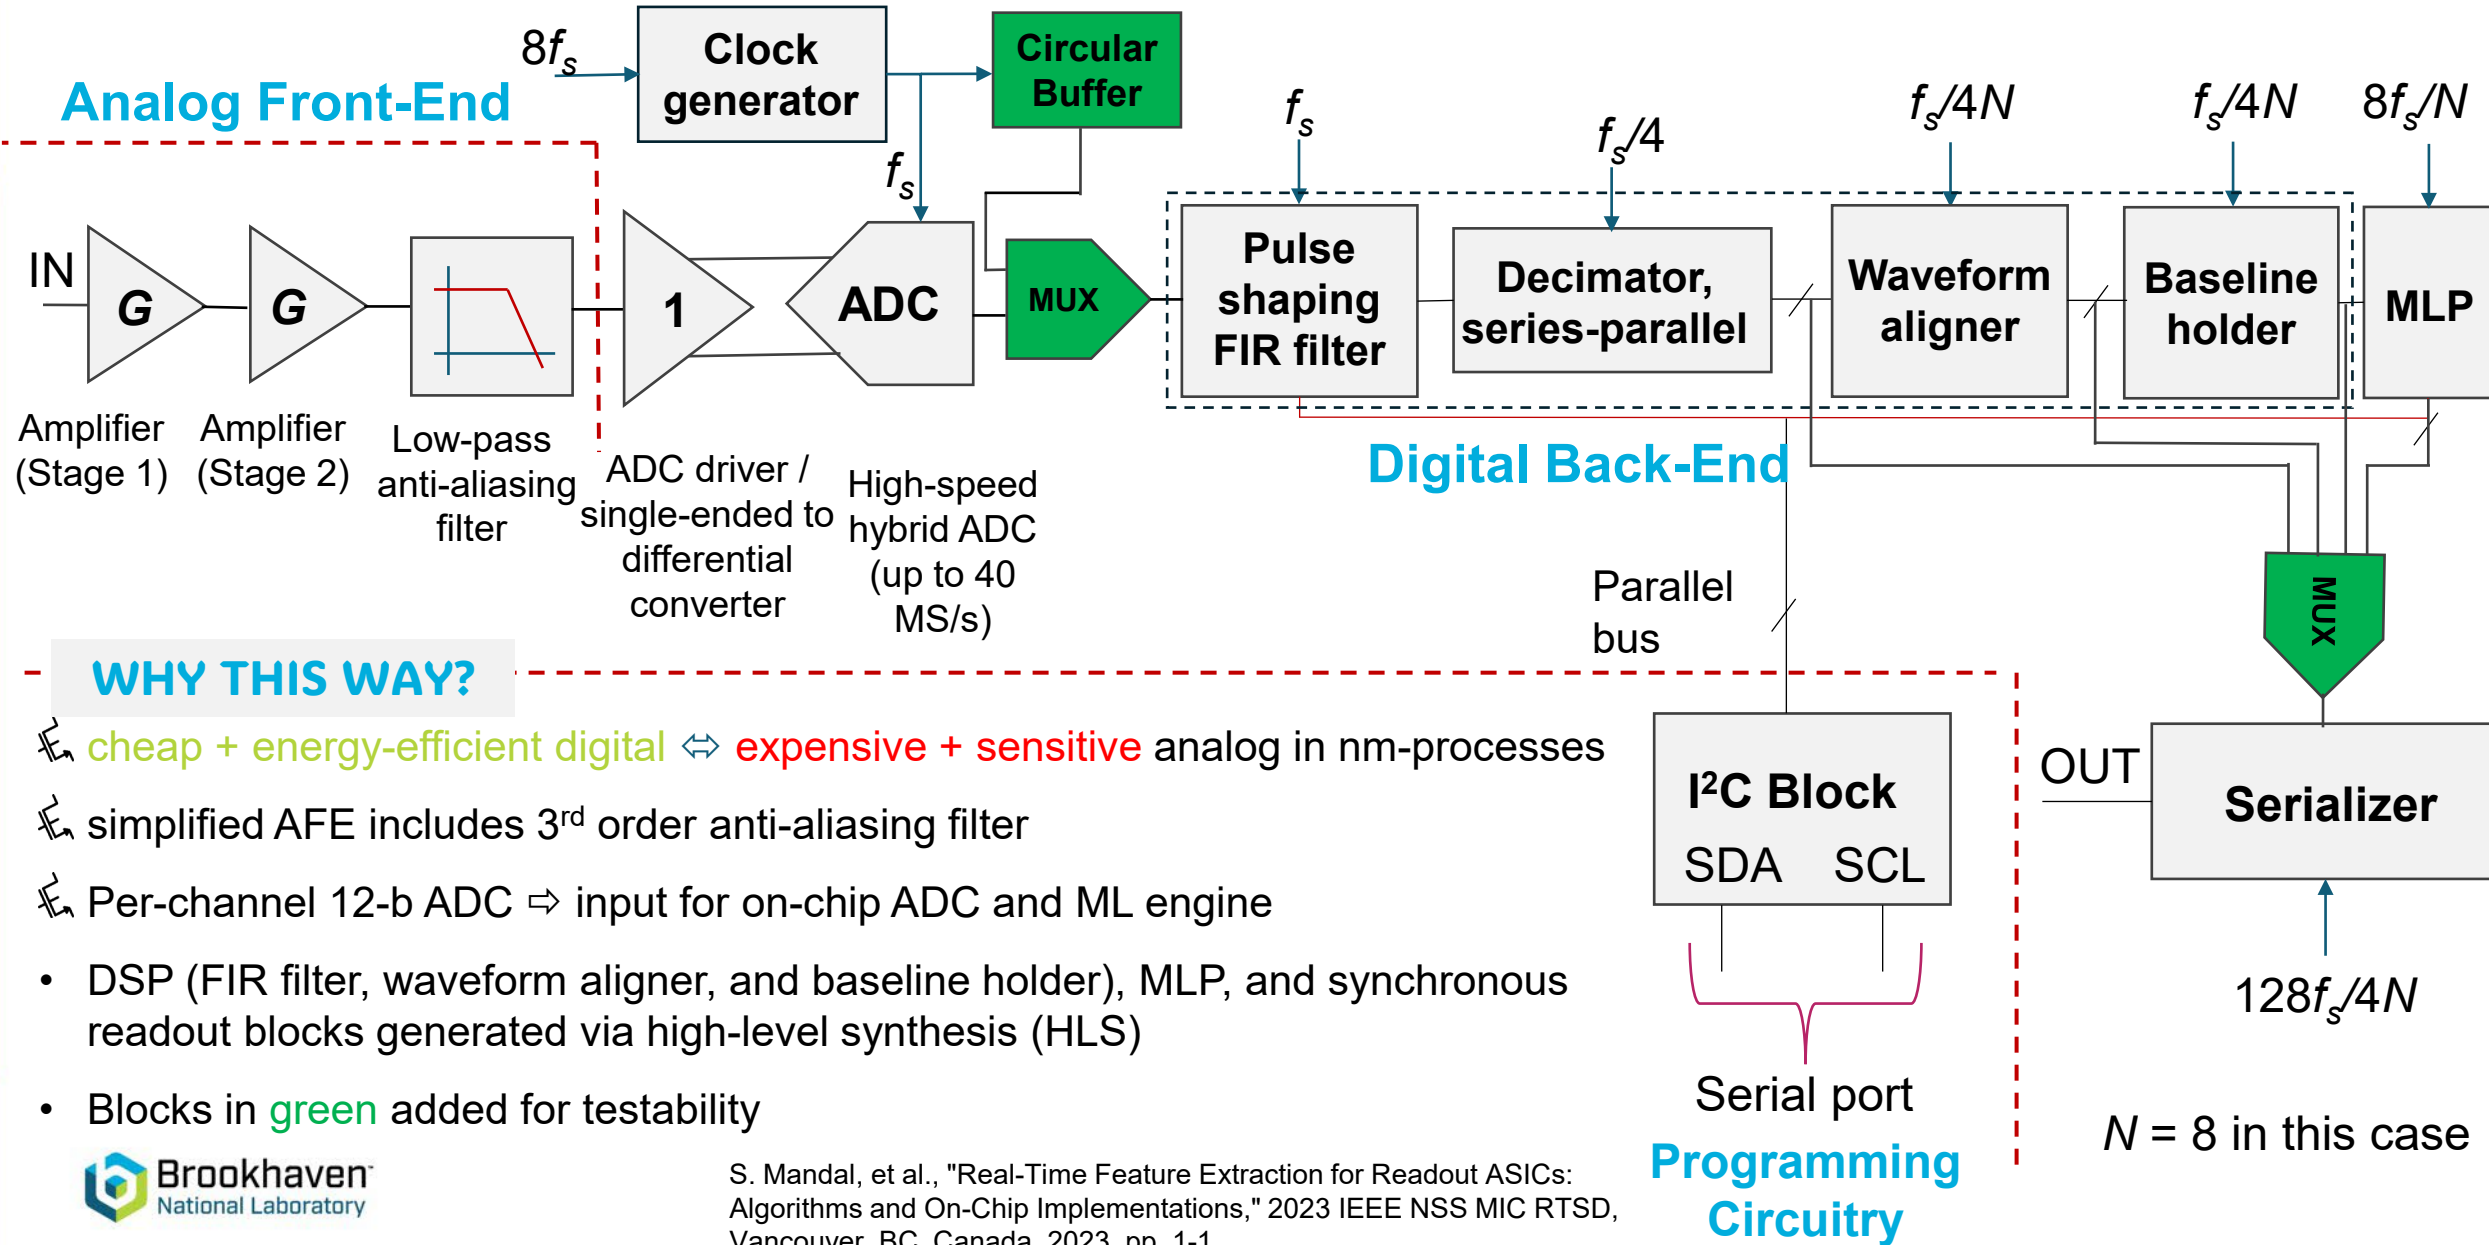 8fs
Clock
generator
Circular
Buffer
Analog Front-End
fs
fs
fs/4
fs/4N
fs/4N
8fs/N
IN
G
G
1
ADC
MUX
Pulse
shaping
FIR filter
Decimator,
series-parallel
Waveform
aligner
Baseline
holder
MLP
Amplifier
(Stage 1)
Amplifier
(Stage 2)
Low-pass
anti-aliasing
filter
ADC driver /
single-ended to
differential
converter
High-speed
hybrid ADC
(up to 40
MS/s)
Digital Back-End
Parallel
bus
MUX
WHY THIS WAY?
cheap + energy-efficient digital ⬄ expensive + sensitive analog in nm-processes
simplified AFE includes 3rd order anti-aliasing filter
Per-channel 12-b ADC ⇨ input for on-chip ADC and ML engine
• DSP (FIR filter, waveform aligner, and baseline holder), MLP, and synchronous
readout blocks generated via high-level synthesis (HLS)
• Blocks in green added for testability
I²C Block
SDA SCL
Serial port
Programming
Circuitry
OUT
Serializer
128fs/4N
N = 8 in this case
Brookhaven
National Laboratory
S. Mandal, et al., "Real-Time Feature Extraction for Readout ASICs:
Algorithms and On-Chip Implementations," 2023 IEEE NSS MIC RTSD,
Vancouver, BC, Canada, 2023, pp. 1-1